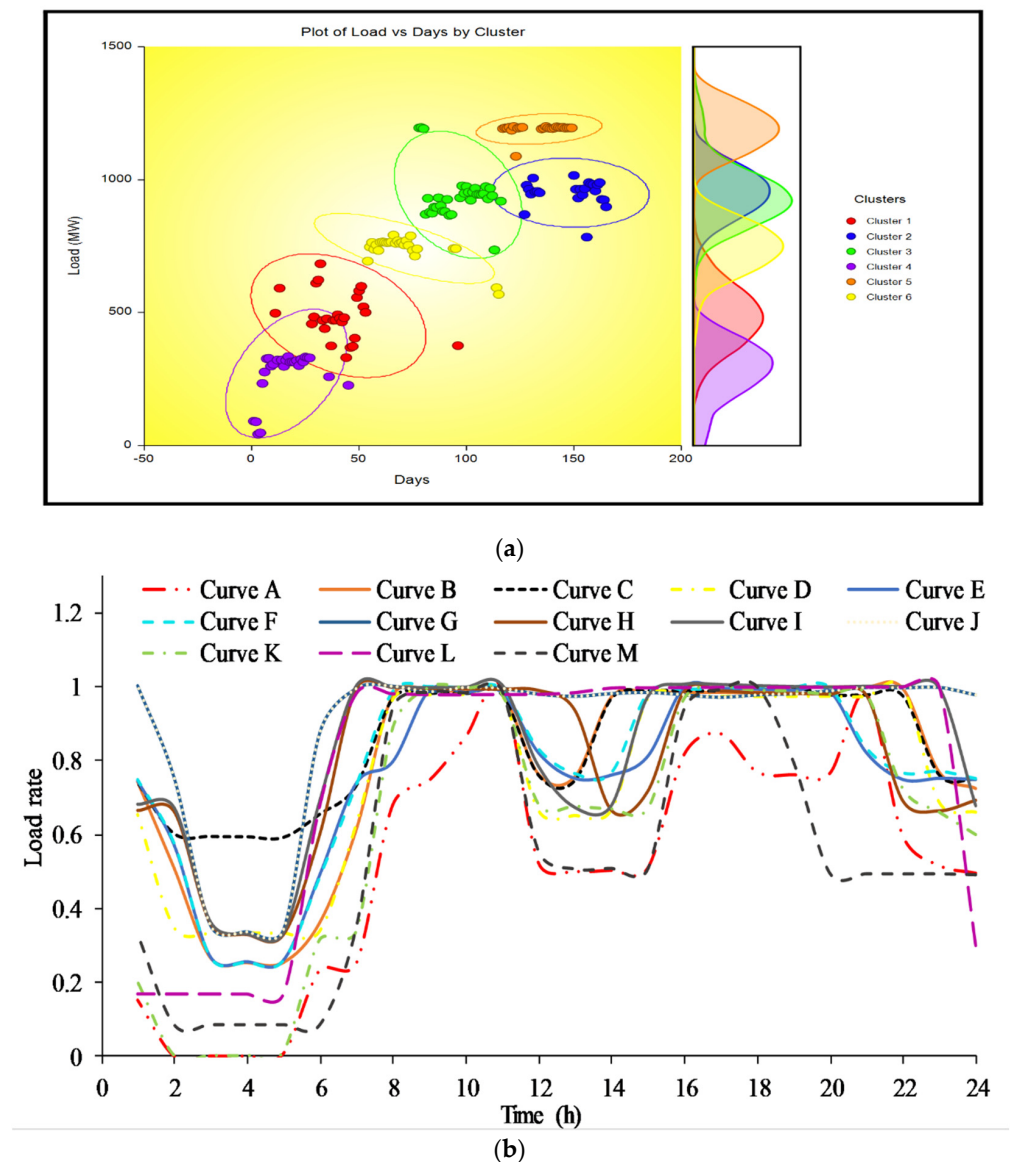 Plot of Load vs Days by Cluster
1500
1000
500
0
Load (MW)
-50 0 50 100 150 200
Days
Clusters
Cluster 1
Cluster 2
Cluster 3
Cluster 4
Cluster 5
Cluster 6
(a)
Curve A Curve B Curve C Curve D Curve E
Curve F Curve G Curve H Curve I Curve J
Curve K Curve L Curve M
1.2
1
0.8
0.6
0.4
0.2
0
Load rate
0 2 4 6 8 10 12 14 16 18 20 22 24
Time (h)
(b)